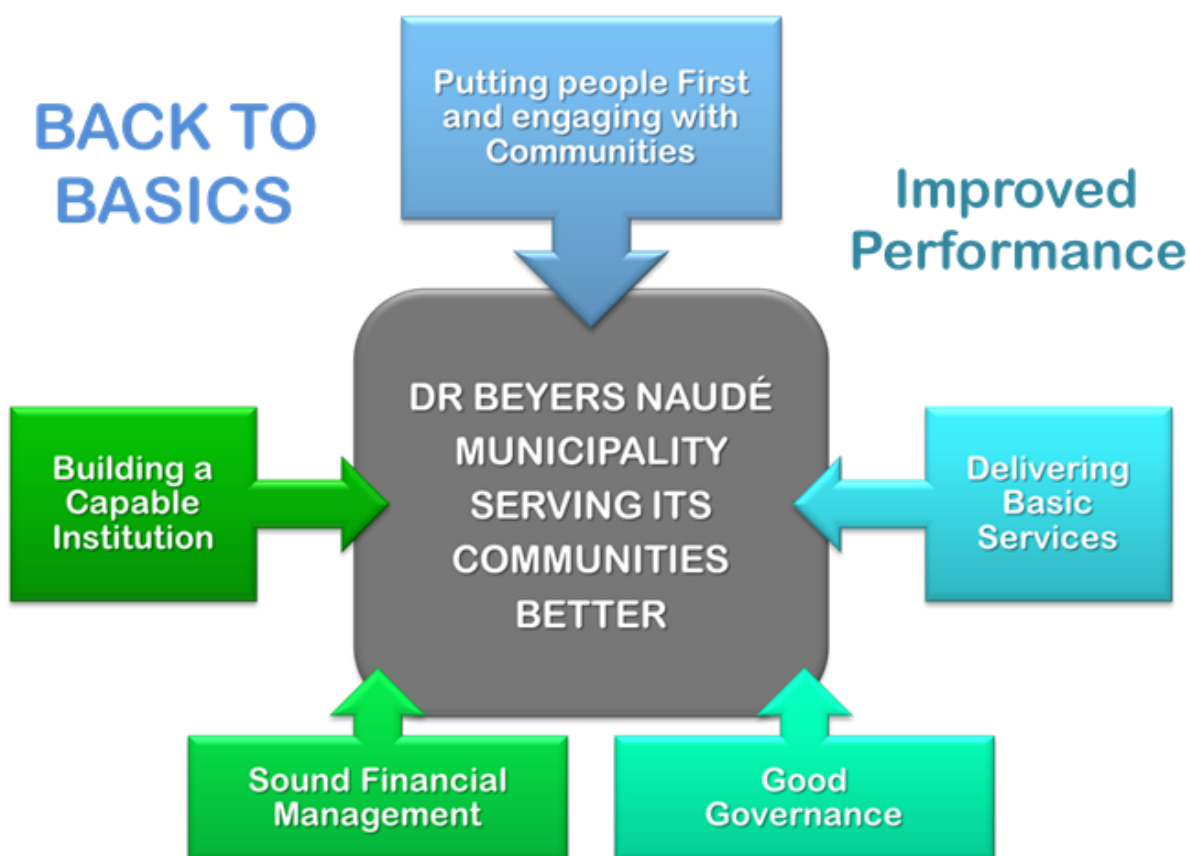 Putting people First
and engaging with
Communities
BACK TO
BASICS
Improved
Performance
DR BEYERS NAUDÉ
MUNICIPALITY
SERVING ITS
COMMUNITIES
BETTER
Building a
Capable
Institution
Delivering
Basic
Services
Sound Financial
Management
Good
Governance